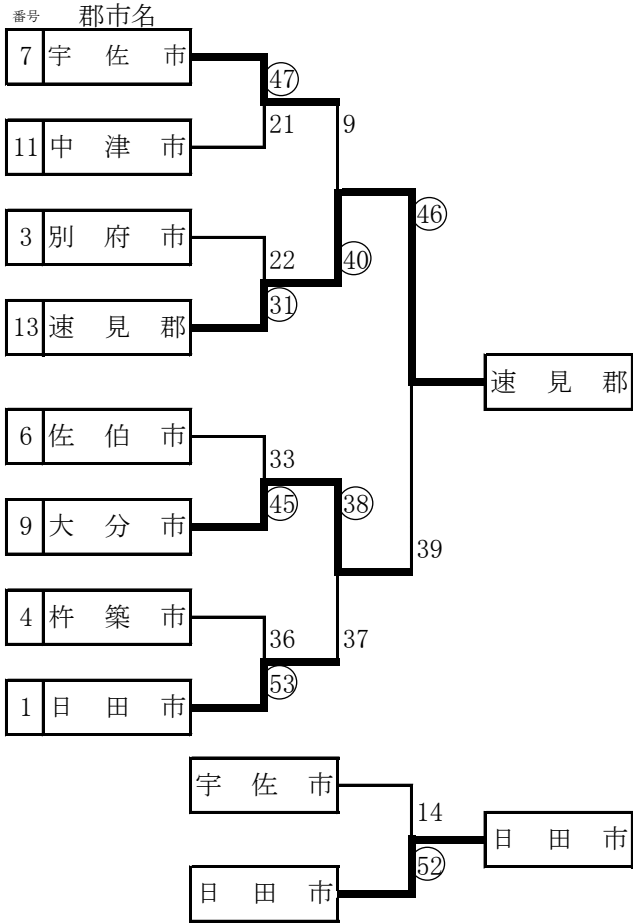 番号 郡市名
7 宇佐市
47
21 9
11 中津市
46
3 別府市
22 40
31
13 速見郡
速見郡
6 佐伯市
33
45 38
9 大分市
39
4 杵築市
36 37
53
1 日田市
宇佐市
14
日田市
52
日田市